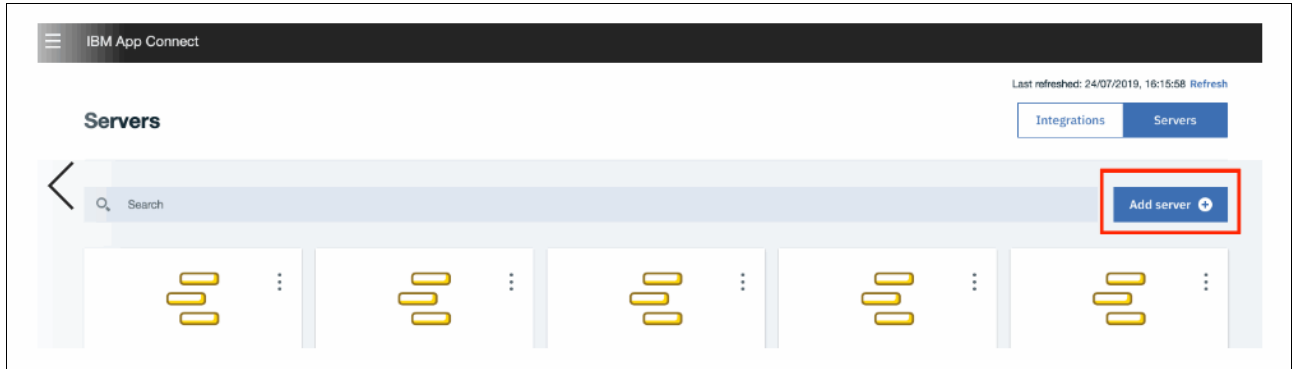 IBM App Connect
Last refreshed: 24/07/2019, 16:15:58 Refresh
Servers
Integrations
Servers
Search
Add server